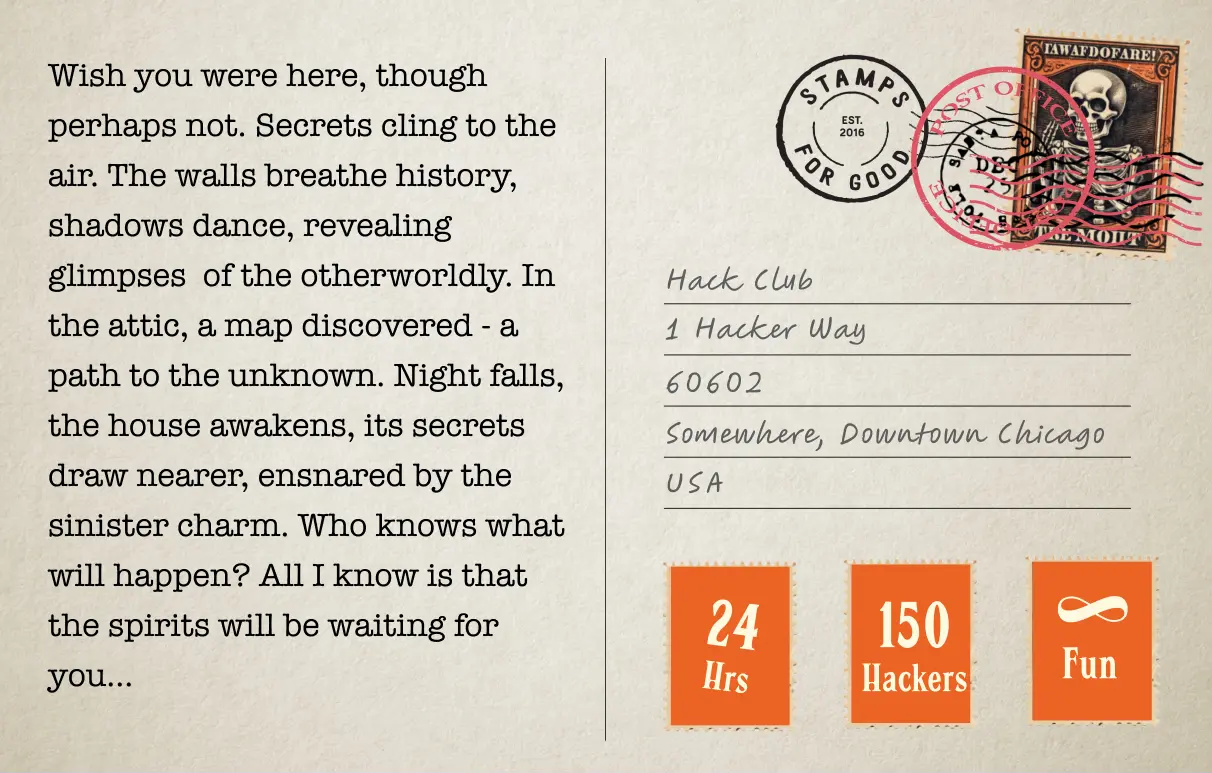 Wish you were here, though
perhaps not. Secrets cling to the
air. The walls breathe history,
shadows dance, revealing
glimpses  of the otherworldly. In
the attic, a map discovered - a
path to the unknown. Night falls,
the house awakens, its secrets
draw nearer, ensnared by the
sinister charm. Who knows what
will happen? All I know is that
the spirits will be waiting for
you...
STAMPS
EST.
2016
FOR GOOD
POST OFFICE
TAWAFDOFARE!
Hack Club
1 Hacker Way
60602
Somewhere, Downtown Chicago
USA
24
Hrs
150
Hackers
∞
Fun